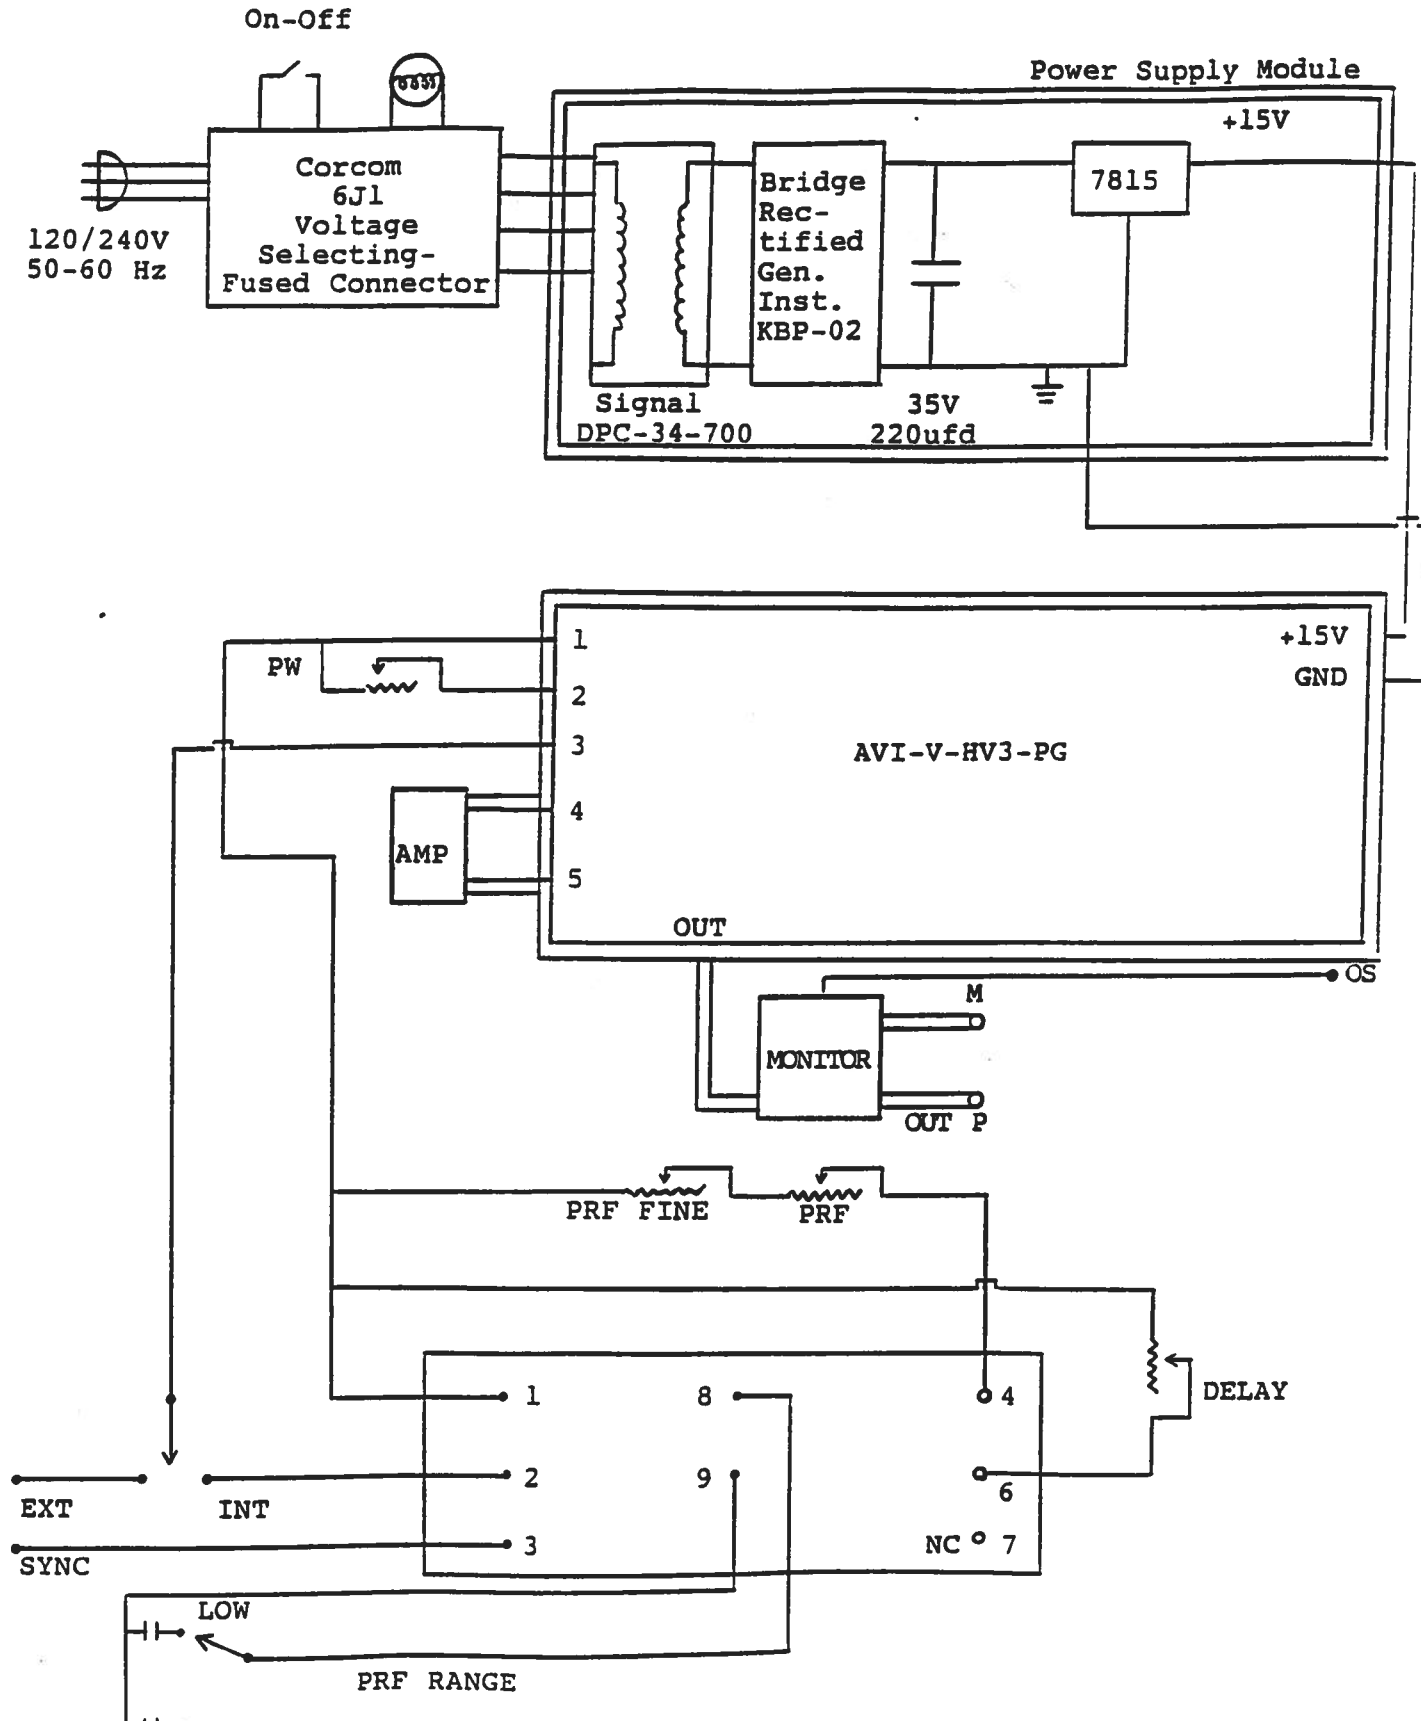 On-Off
Power Supply Module
+15V
Corcom
6J1
Voltage
Selecting-
Fused Connector
120/240V
50-60 Hz
Bridge
Rec-
tified
Gen.
Inst.
KBP-02
7815
Signal
DPC-34-700
35V
220ufd
1
PW
2
3
AMP
4
5
+15V
GND
AVI-V-HV3-PG
OUT
OS
M
MONITOR
OUT P
PRF FINE
PRF
DELAY
1
8
4
2
9
6
EXT
INT
3
NC
7
SYNC
LOW
PRF RANGE